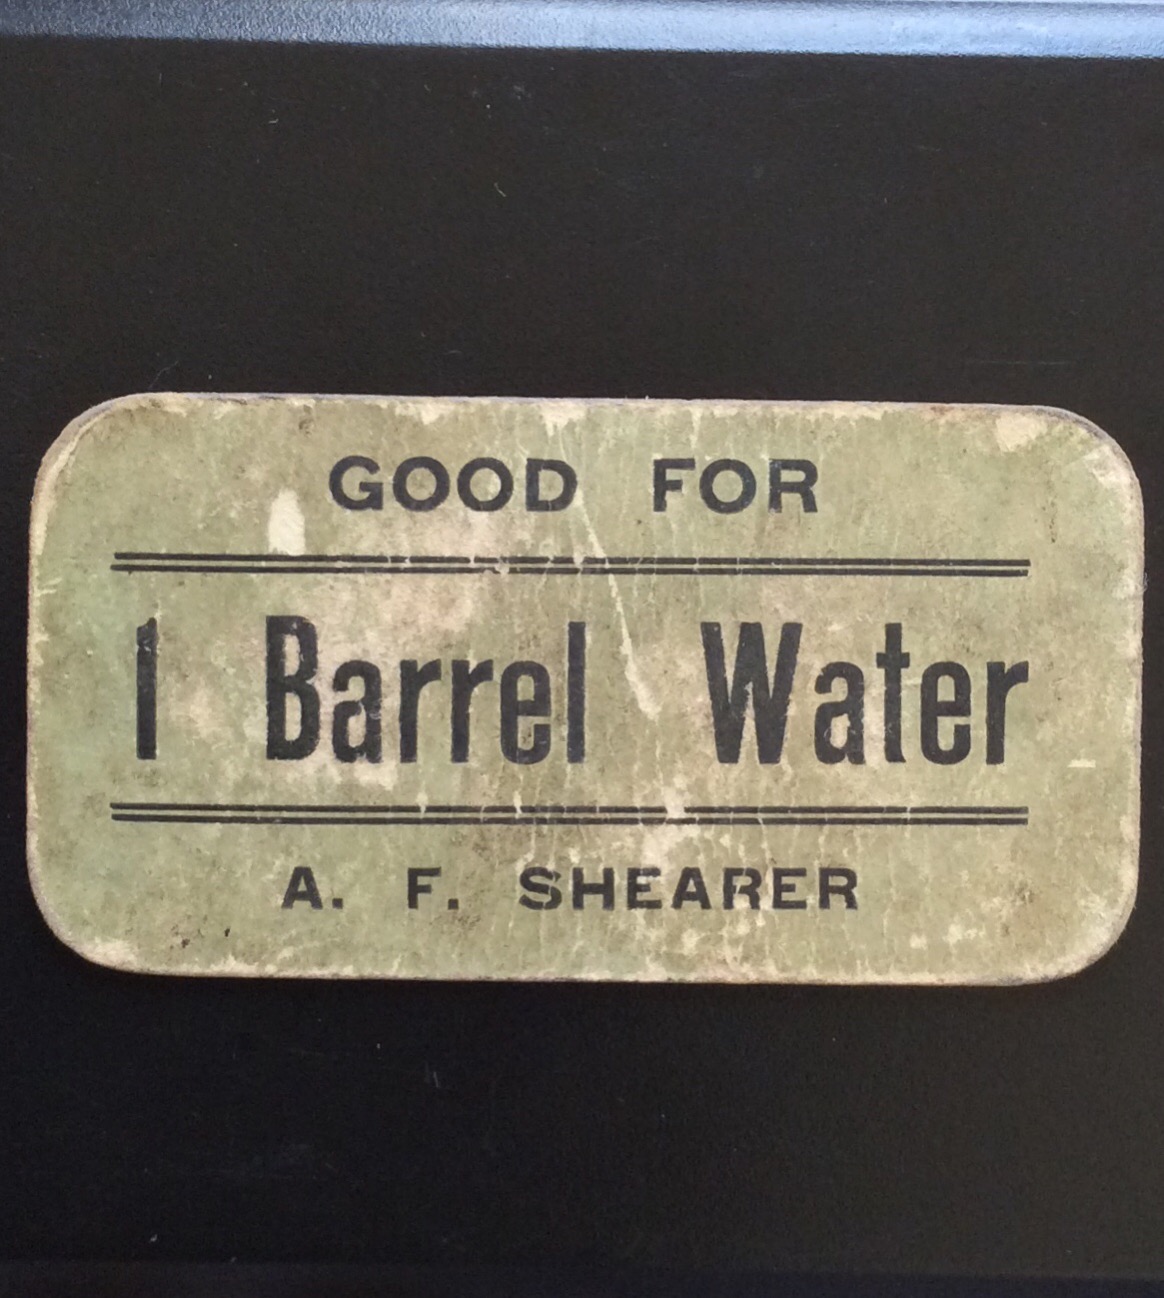 GOOD FOR
1 Barrel Water
A. F. SHEARER